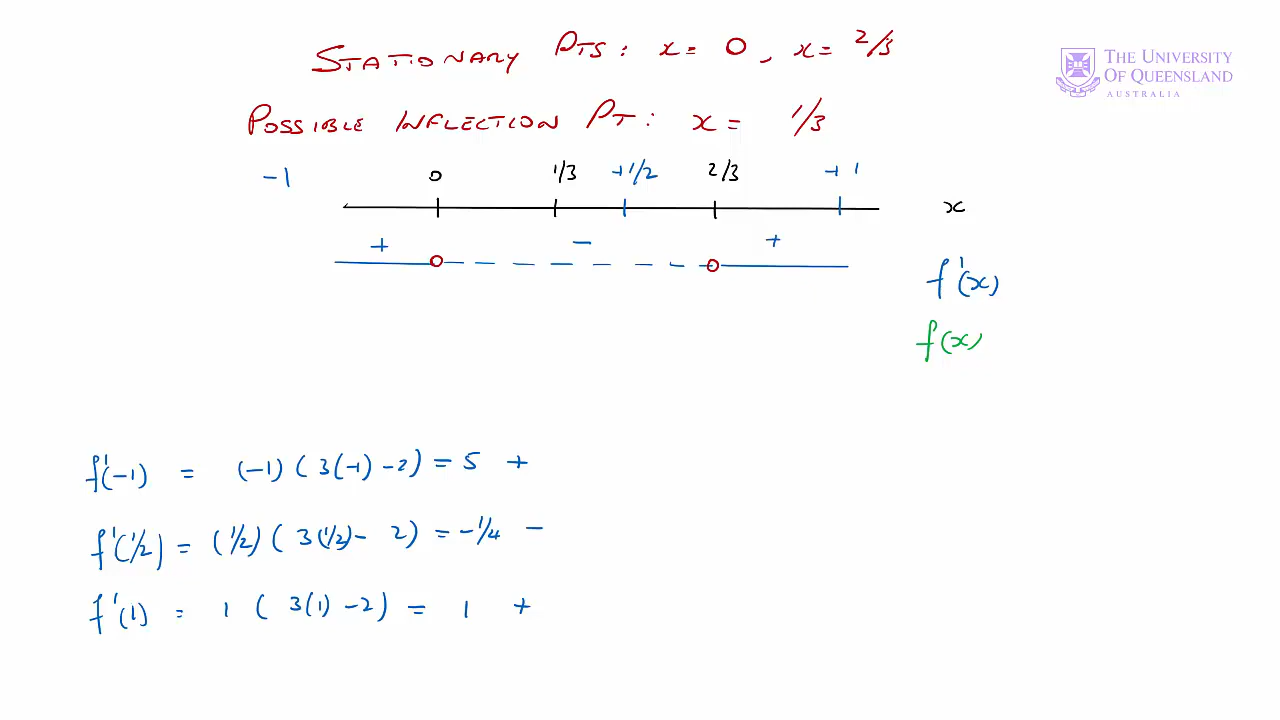 STATIONARY PTS: x = 0, x = 2/3
THE UNIVERSITY
OF QUEENSLAND
AUSTRALIA
POSSIBLE INFLECTION PT: x = 1/3
-1 0 1/3 +1/2 2/3 +1
x
+ - +
f'(x)
f(x)
f'(-1) = (-1)(3(-1)-2) = 5 +
f'(1/2) = (1/2)(3(1/2)-2) = -1/4 -
f'(1) = 1(3(1)-2) = 1 +